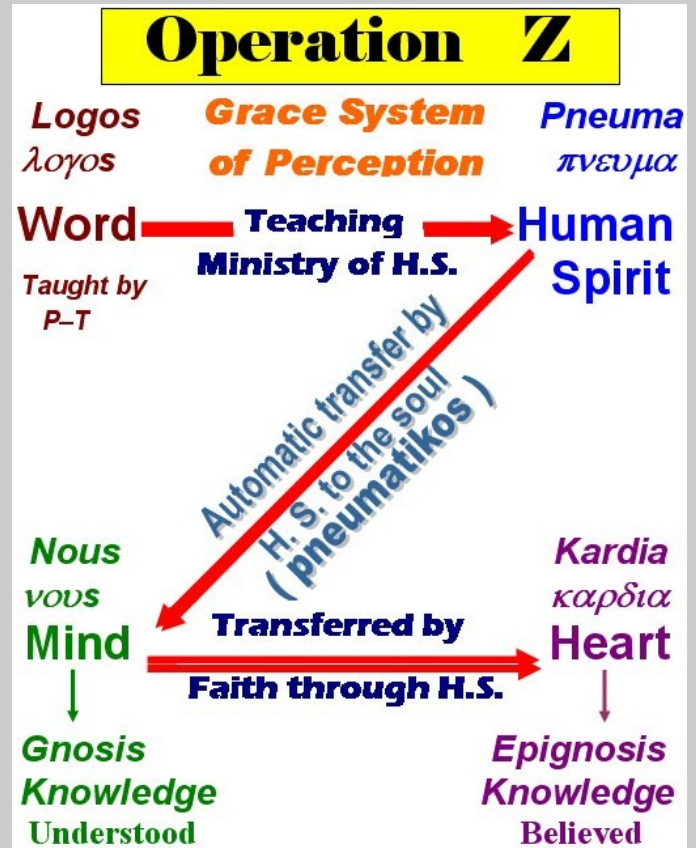 Operation Z
Logos
λογος
Grace System
of Perception
Pneuma
πνευμα
Word
Teaching
Ministry of H.S.
Human
Spirit
Taught by
P–T
Automatic transfer by
H. S. to the soul
( pneumatikos )
Nous
νους
Mind
Transferred by
Faith through H.S.
Kardia
καρδια
Heart
Gnosis
Knowledge
Understood
Epignosis
Knowledge
Believed